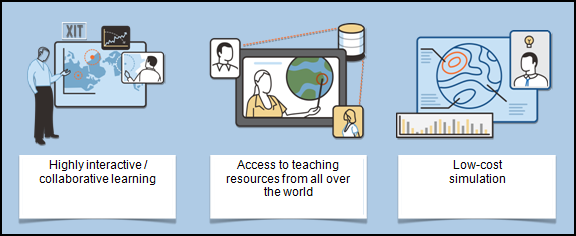 XIT
Highly interactive /
collaborative learning
Access to teaching
resources from all over
the world
Low-cost
simulation